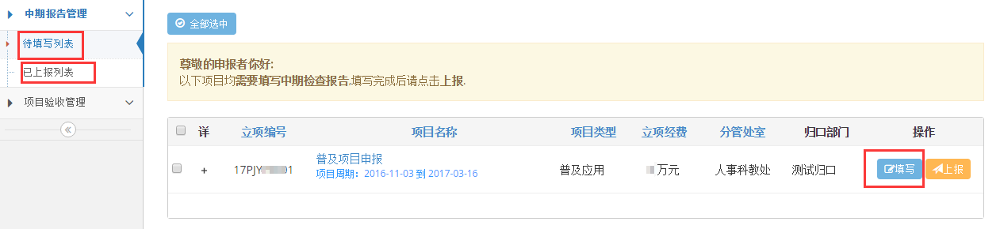 中期报告管理
待填写列表
已上报列表
项目验收管理
全部选中
尊敬的申报者你好:
以下项目均需要填写中期检查报告,填写完成后请点击上报.
详 立项编号 项目名称 项目类型 立项经费 分管处室 归口部门 操作
普及项目申报
+ 17PJY 01 项目周期：2016-11-03 到 2017-03-16 普及应用 万元 人事科教处 测试归口 填写 上报